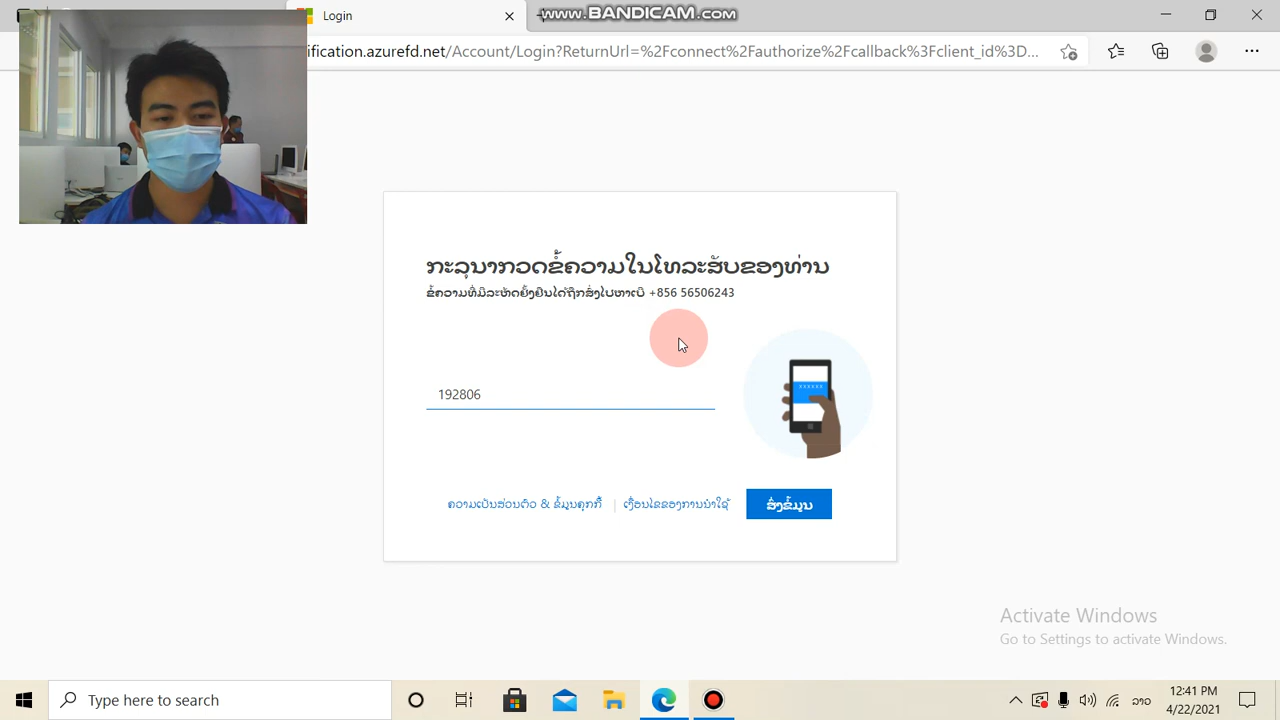 Login
www.BANDICAM.com
ification.azurefd.net/Account/Login?ReturnUrl=%2Fconnect%2Fauthorize%2Fcallback%3Fclient_id%3D...
ກະລຸນາກວດຂໍ້ຄວາມໃນໂທລະສັບຂອງທ່ານ
ຂໍ້ຄວາມທີ່ມີລະຫັດຢັ້ງຢືນໄດ້ຖືກສົ່ງໄປຫາເບີ +856 56506243
xxxxxx
192806
ຄວາມເປັນສ່ວນຕົວ & ຂໍ້ມູນຄຸກກີ້ | ເງື່ອນໄຂຂອງການນຳໃຊ້
ສົ່ງຂໍ້ມູນ
Activate Windows
Go to Settings to activate Windows.
Type here to search
ລາວ
12:41 PM
4/22/2021